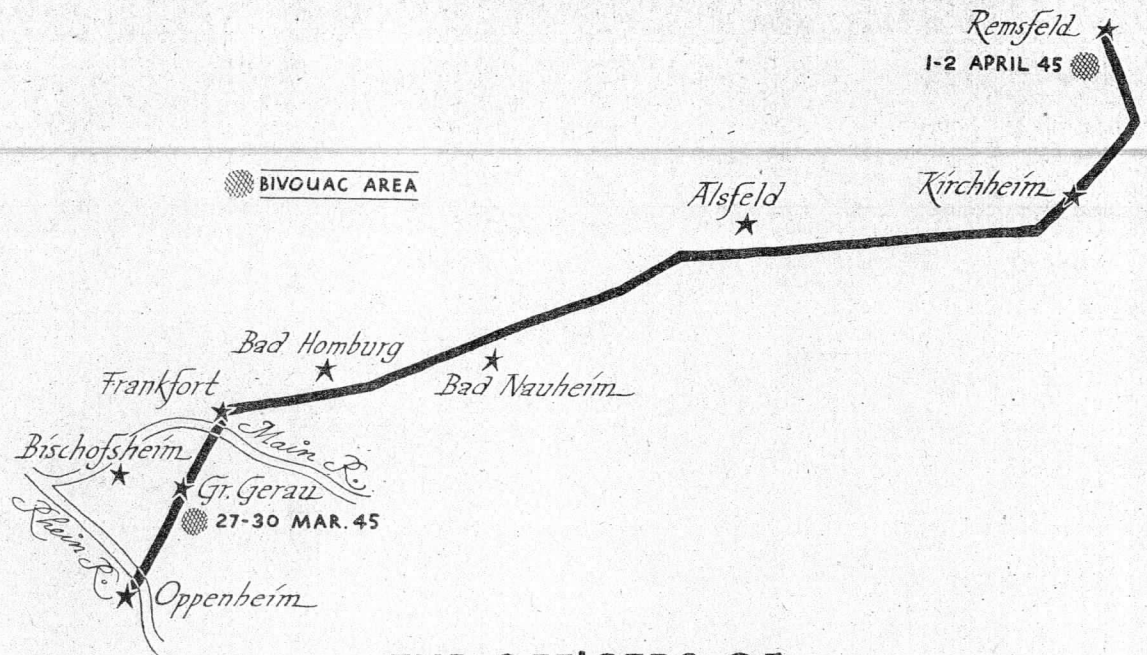 Remsfeld
1-2 APRIL 45
BIVOUAC AREA
Alsfeld
Kirchheim
Bad Homburg
Bad Nauheim
Frankfort
Main R.
Bischofsheim
Gr. Gerau
27-30 MAR. 45
Rhein R.
Oppenheim